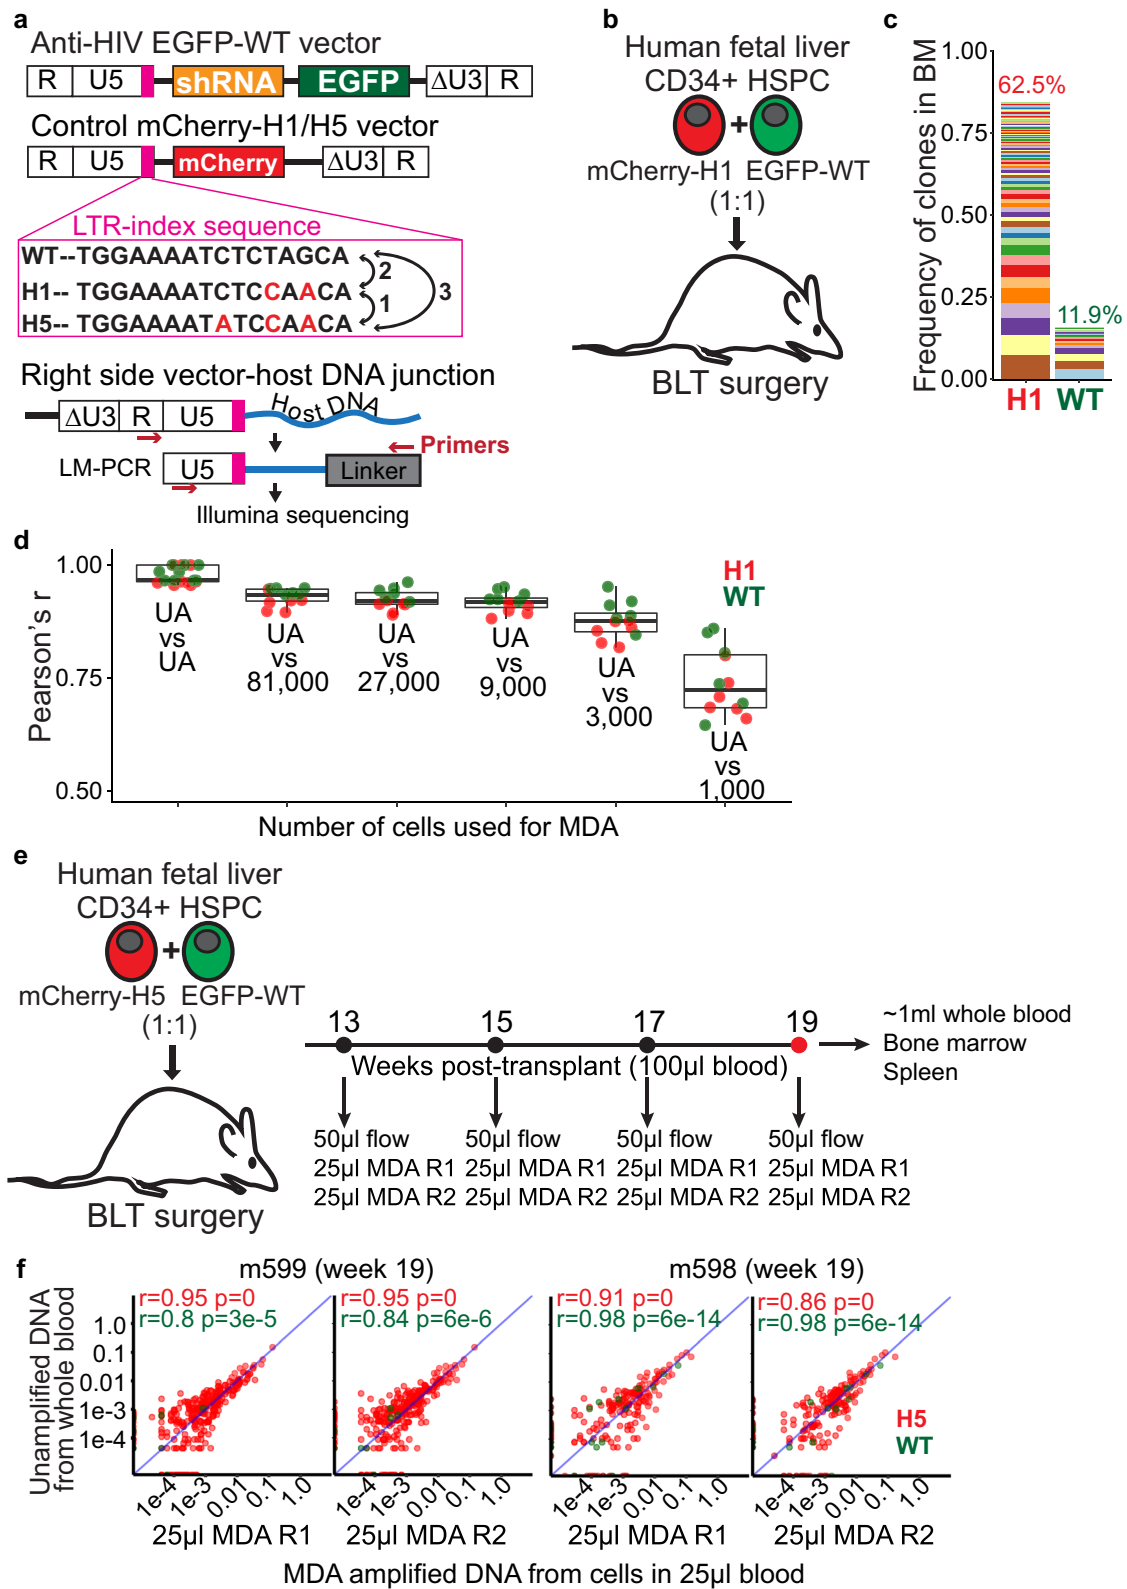 a
Anti-HIV EGFP-WT vector
R U5 shRNA EGFP ΔU3 R
Control mCherry-H1/H5 vector
R U5 mCherry ΔU3 R
LTR-index sequence
WT--TGGAAAATCTCTAGCA
H1-- TGGAAAATCTCCAACA
H5-- TGGAAAATATCCAACA
2
1
3
Right side vector-host DNA junction
ΔU3 R U5 Host DNA
Primers
LM-PCR U5 Linker
Illumina sequencing
b
Human fetal liver
CD34+ HSPC
+
mCherry-H1 EGFP-WT
(1:1)
BLT surgery
c
Frequency of clones in BM
1.00
0.75
0.50
0.25
0.00
62.5%
11.9%
H1 WT
d
Pearson's r
1.00
0.75
0.50
UA
vs
UA
UA
vs
81,000
UA
vs
27,000
UA
vs
9,000
UA
vs
3,000
UA
vs
1,000
H1
WT
Number of cells used for MDA
e
Human fetal liver
CD34+ HSPC
+
mCherry-H5 EGFP-WT
(1:1)
BLT surgery
13 15 17 19
Weeks post-transplant (100µl blood)
~1ml whole blood
Bone marrow
Spleen
50µl flow 50µl flow 50µl flow 50µl flow
25µl MDA R1 25µl MDA R1 25µl MDA R1 25µl MDA R1
25µl MDA R2 25µl MDA R2 25µl MDA R2 25µl MDA R2
f
m599 (week 19) m598 (week 19)
r=0.95 p=0 r=0.95 p=0 r=0.91 p=0 r=0.86 p=0
r=0.8 p=3e-5 r=0.84 p=6e-6 r=0.98 p=6e-14 r=0.98 p=6e-14
Unamplified DNA
from whole blood
1.0
0.1
0.01
1e-3
1e-4
H5
WT
1e-4 1e-3 0.01 0.1 1.0 1e-4 1e-3 0.01 0.1 1.0 1e-4 1e-3 0.01 0.1 1.0 1e-4 1e-3 0.01 0.1 1.0
25µl MDA R1 25µl MDA R2 25µl MDA R1 25µl MDA R2
MDA amplified DNA from cells in 25µl blood